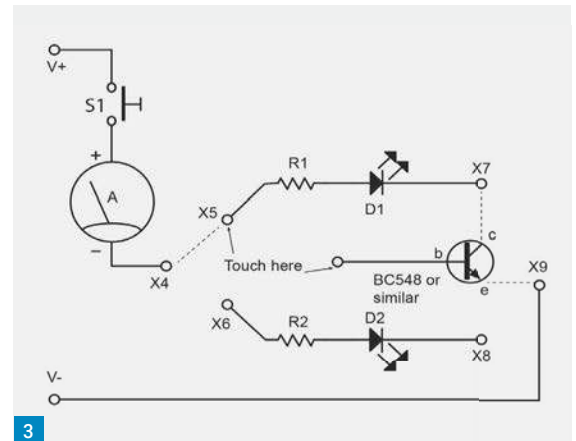 V+
S1
+
A
−
X4
X5
R1
D1
X7
c
Touch here
b
BC548 or
similar
e
X9
X6
R2
D2
X8
V-
3